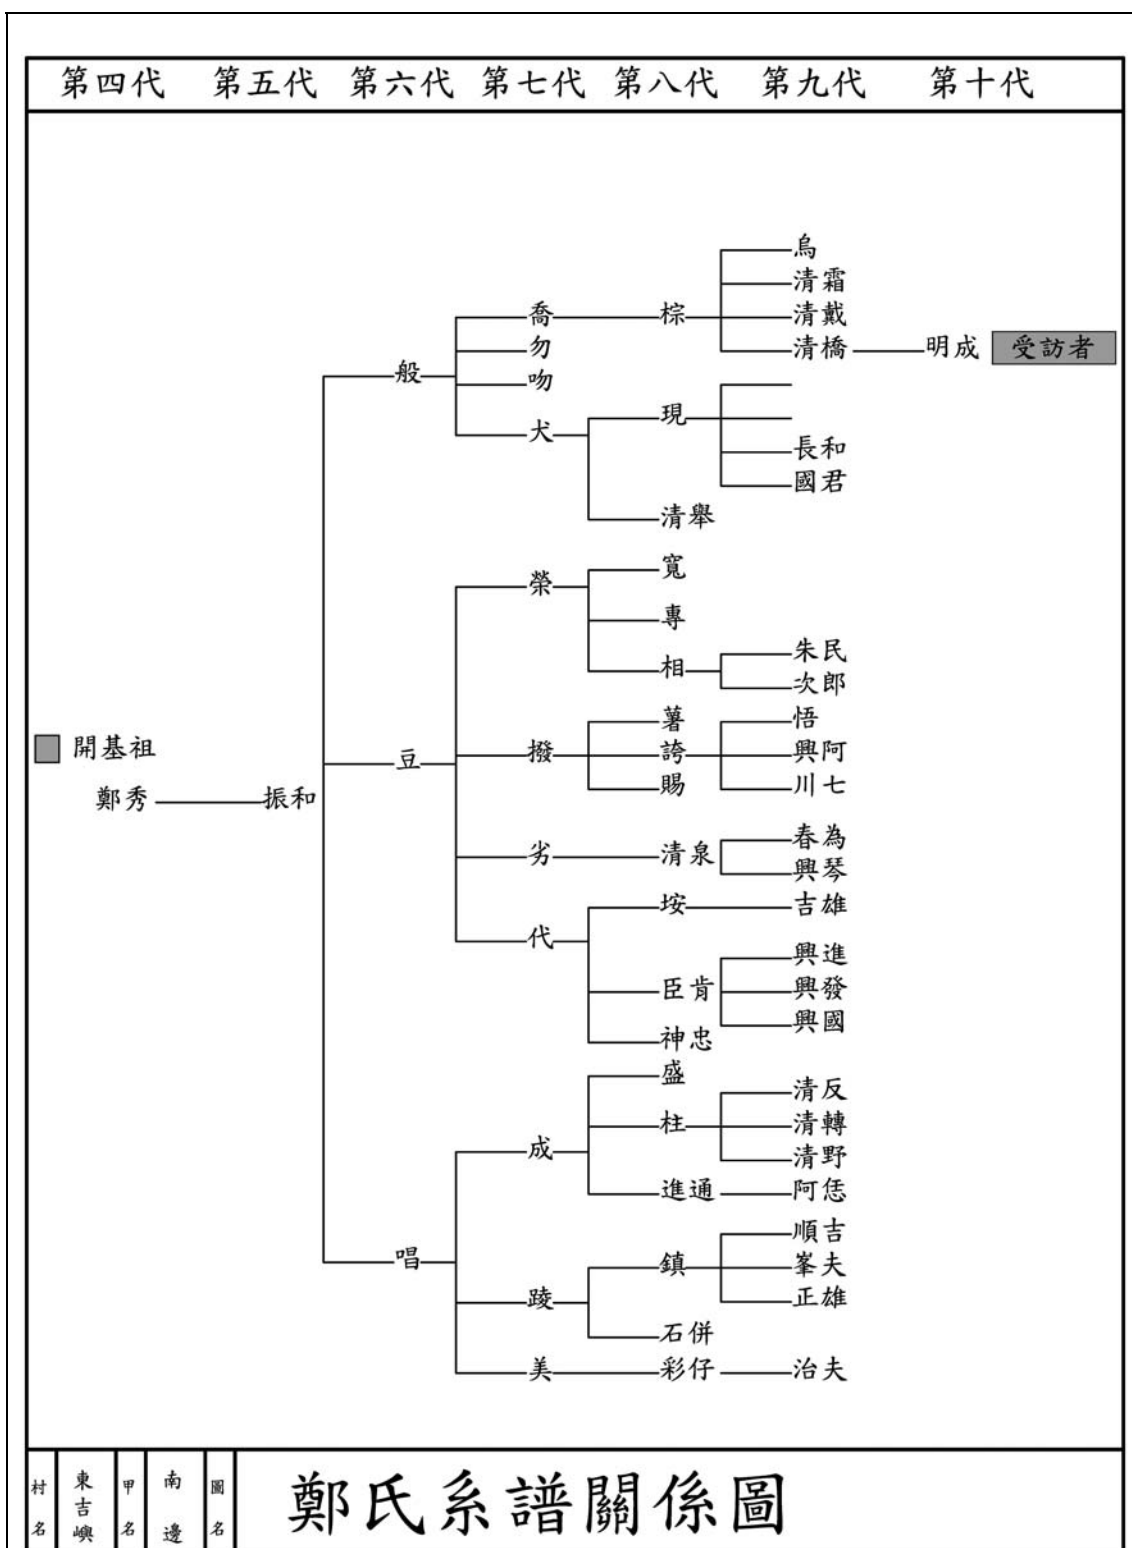 第四代 第五代 第六代 第七代 第八代 第九代 第十代
烏
清霜
喬 棕 清戴
勿 清橋 明成 受訪者
般
吻
犬 現
長和
國君
清舉
寬
榮
專
朱民
相
次郎
薯 悟
開基祖
豆 撥 誇 興阿
鄭秀 振和 賜 川七
春為
劣 清泉
興琴
垵 吉雄
代
興進
臣肯 興發
興國
神忠
盛
清反
柱 清轉
成
清野
進通 阿恁
順吉
唱 鎮 峯夫
踜 正雄
石併
美 彩仔 治夫
村名 東吉嶼 甲名 南邊 圖名 鄭氏系譜關係圖